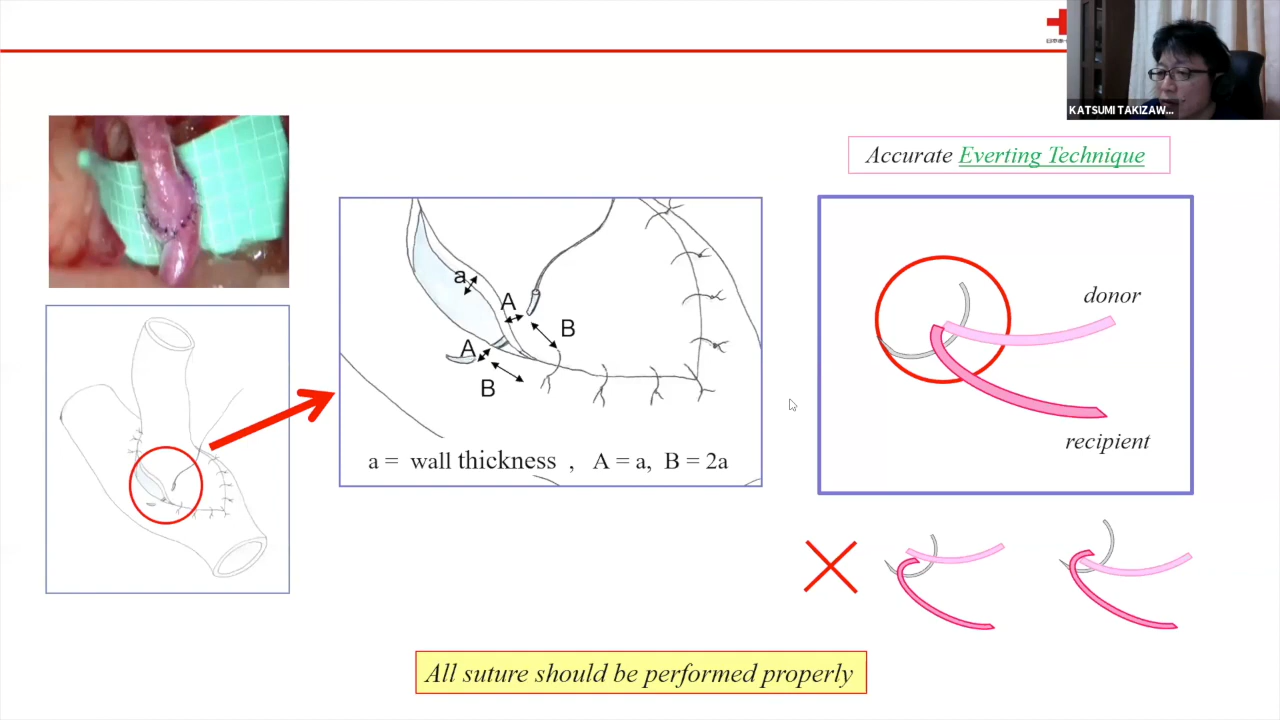 KATSUMI TAKIZAW...
Accurate Everting Technique
a
A
B
A
B
a = wall thickness , A = a, B = 2a
donor
recipient
All suture should be performed properly